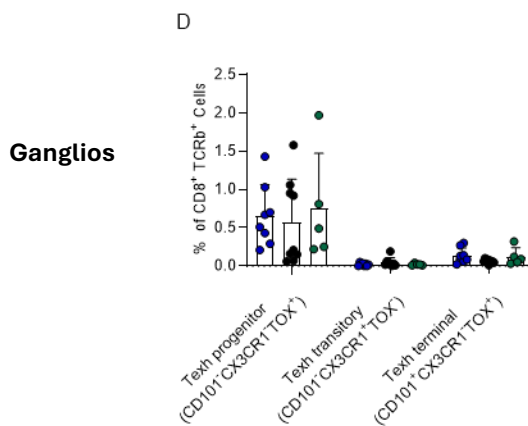 D
Ganglios
% of CD8⁺ TCRb⁺ Cells
2.5
2.0
1.5
1.0
0.5
0.0
Texh progenitor
(CD101⁻CX3CR1⁻TOX⁺)
Texh transitory
(CD101⁻CX3CR1⁺TOX⁻)
Texh terminal
(CD101⁺CX3CR1⁻TOX⁺)